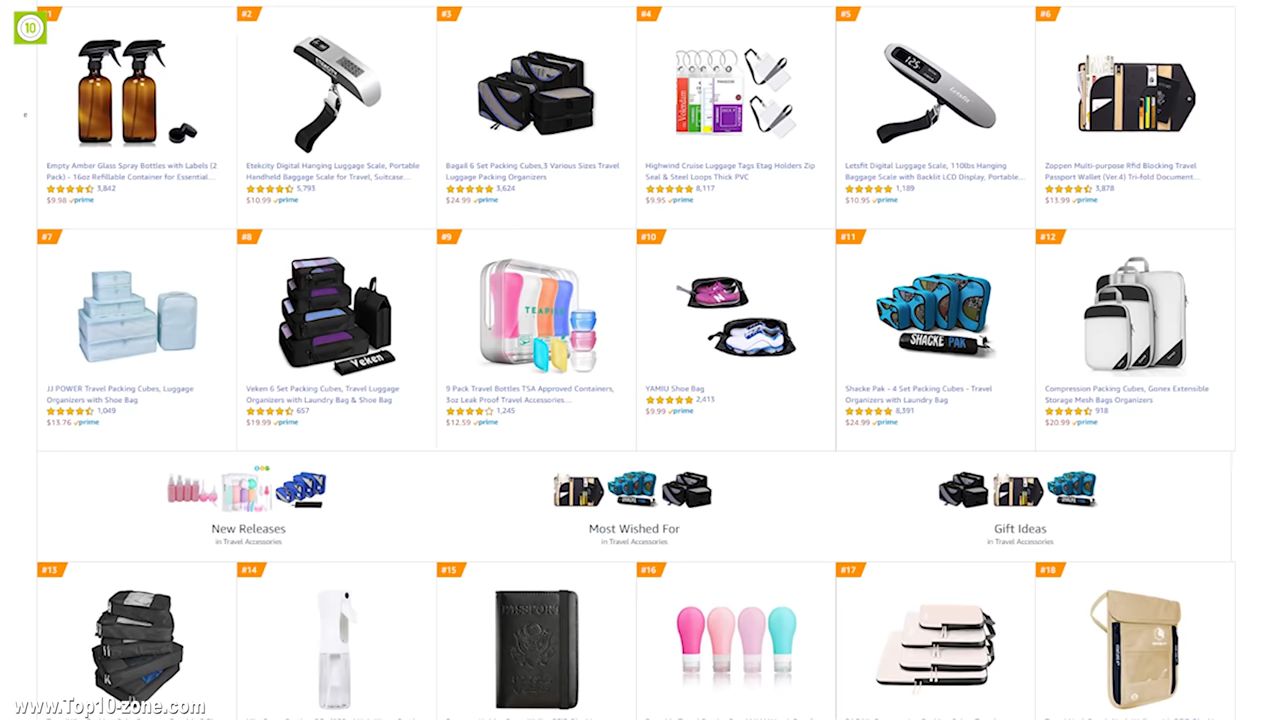 10
#1
#2
#3
#4
#5
#6
Empty Amber Glass Spray Bottles with Labels (2
Pack) - 16oz Refillable Container for Essential...
3,842
$9.98 prime
Etekcity Digital Hanging Luggage Scale, Portable
Handheld Baggage Scale for Travel, Suitcase...
5,793
$10.99 prime
Bagail 6 Set Packing Cubes,3 Various Sizes Travel
Luggage Packing Organizers
3,624
$24.99 prime
Highwind Cruise Luggage Tags Etag Holders Zip
Seal & Steel Loops Thick PVC
8,117
$9.95 prime
Letsfit
Letsfit Digital Luggage Scale, 110lbs Hanging
Baggage Scale with Backlit LCD Display, Portable...
1,189
$10.95 prime
Zoppen Multi-purpose Rfid Blocking Travel
Passport Wallet (Ver.4) Tri-fold Document...
3,878
$13.99 prime
#7
#8
#9
#10
#11
#12
JJ POWER Travel Packing Cubes, Luggage
Organizers with Shoe Bag
1,049
$13.76 prime
Veken
Veken 6 Set Packing Cubes, Travel Luggage
Organizers with Laundry Bag & Shoe Bag
657
$19.99 prime
9 Pack Travel Bottles TSA Approved Containers,
3oz Leak Proof Travel Accessories...
1,245
$12.59 prime
YAMIU Shoe Bag
2,413
$9.99 prime
SHACKE PAK
Shacke Pak - 4 Set Packing Cubes - Travel
Organizers with Laundry Bag
8,391
$24.99 prime
Compression Packing Cubes, Gonex Extensible
Storage Mesh Bags Organizers
918
$20.99 prime
New Releases
in Travel Accessories
Most Wished For
in Travel Accessories
Gift Ideas
in Travel Accessories
#13
#14
#15
#16
#17
#18
PASSPORT
www.Top10-zone.com